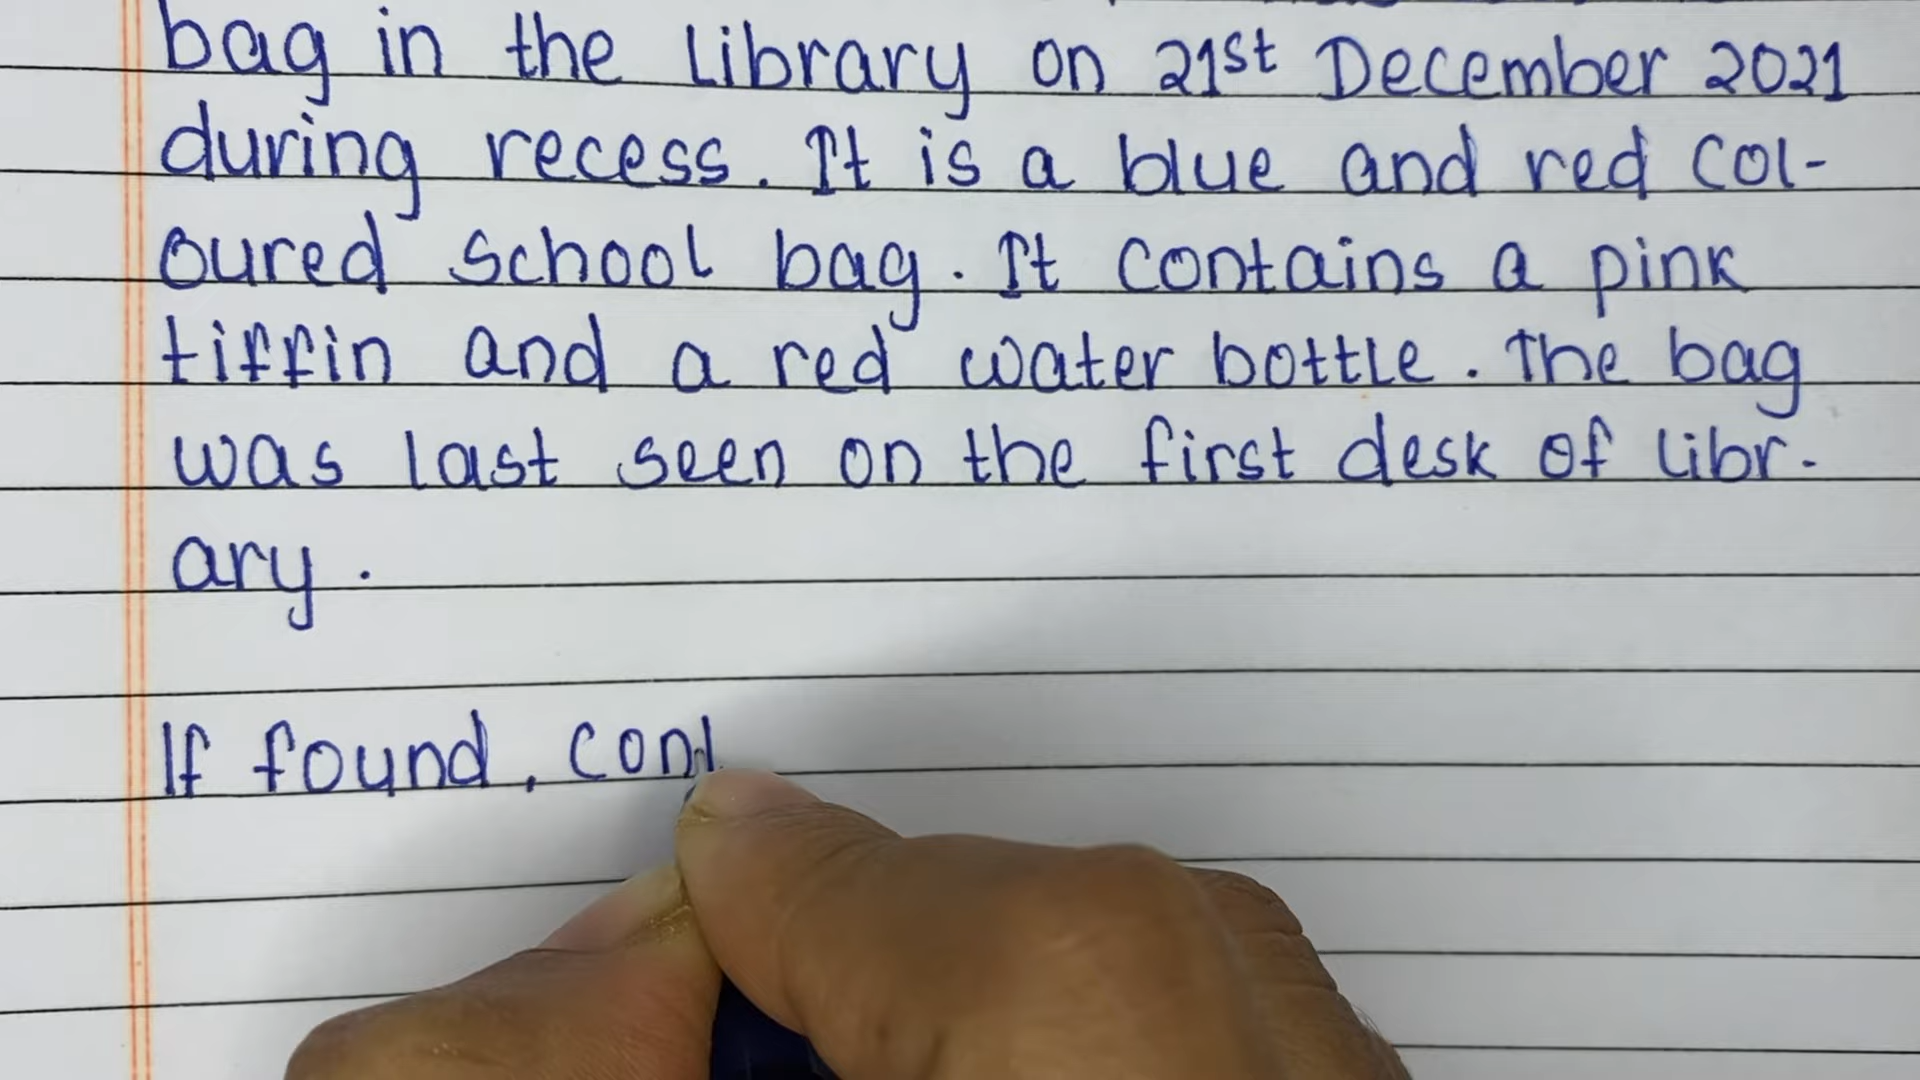 bag in the library on 21st December 2021
during recess. It is a blue and red col-
oured school bag. It contains a pink
tiffin and a red water bottle. The bag
was last seen on the first desk of libr-
ary.
If found,